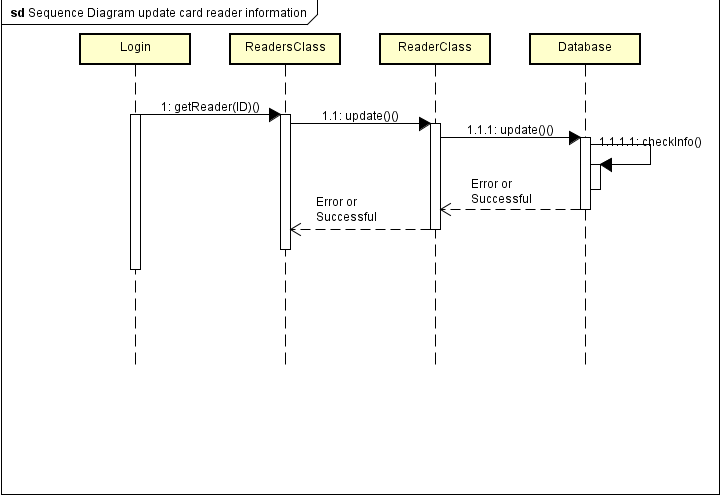 sd Sequence Diagram update card reader information
Login
ReadersClass
ReaderClass
Database
1: getReader(ID)()
1.1: update()()
1.1.1: update()()
1.1.1.1: checkInfo()
Error or
Successful
Error or
Successful